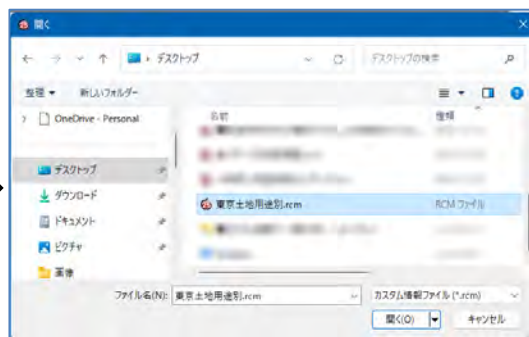 開く
デスクトップ
デスクトップの検索
整理 ▼ 新しいフォルダー
OneDrive - Personal
デスクトップ
ダウンロード
ドキュメント
ピクチャ
画像
名前 種類
東京土地用途別.rcm RCM ファイル
ファイル名(N): 東京土地用途別.rcm カスタム情報ファイル (*.rcm)
開く(O) キャンセル